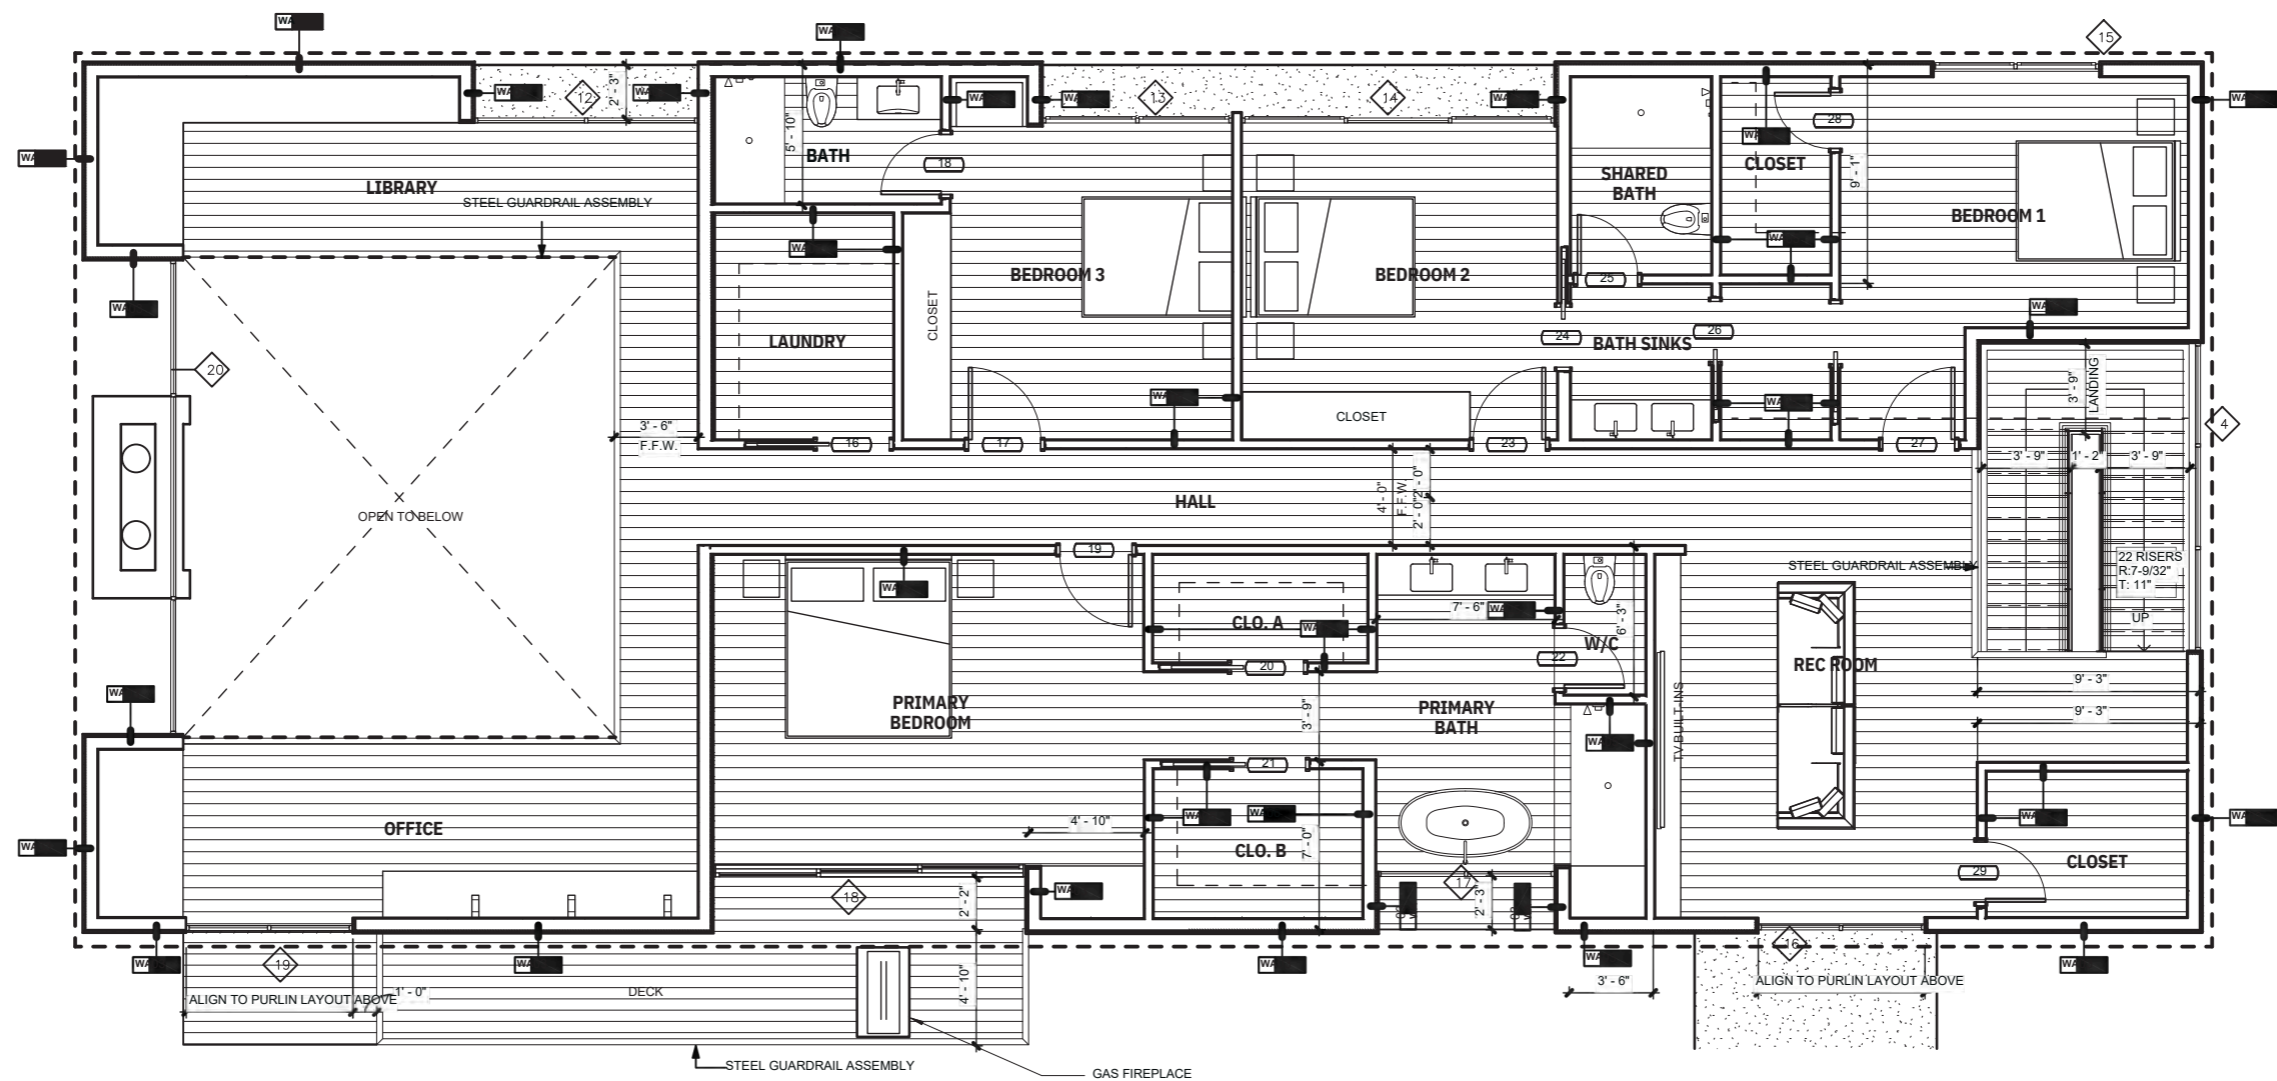 15
12
2' - 3"
13
14
5' - 10"
BATH
18
28
CLOSET
9' - 1"
LIBRARY
STEEL GUARDRAIL ASSEMBLY
SHARED
BATH
BEDROOM 1
BEDROOM 3
BEDROOM 2
25
CLOSET
LAUNDRY
24
BATH SINKS
26
20
3' - 9"
LANDING
4
CLOSET
3' - 6"
F.F.W.
16
17
23
27
3' - 9"
1' - 2"
3' - 9"
4' - 0"
F.F.W.
2' - 0"
2' - 0"
HALL
OPEN TO BELOW
19
22 RISERS
R:7-9/32"
T: 11"
UP
STEEL GUARDRAIL ASSEMBLY
7' - 6"
6' - 3"
CLO. A
W/C
22
20
REC ROOM
9' - 3"
9' - 3"
PRIMARY
BEDROOM
3' - 9"
PRIMARY
BATH
TV BUILT-INS
21
OFFICE
4' - 10"
CLO. B
7' - 0"
CLOSET
29
18
2' - 2"
17
2' - 3"
19
16
ALIGN TO PURLIN LAYOUT ABOVE
1' - 0"
DECK
4' - 10"
3' - 6"
ALIGN TO PURLIN LAYOUT ABOVE
STEEL GUARDRAIL ASSEMBLY
GAS FIREPLACE